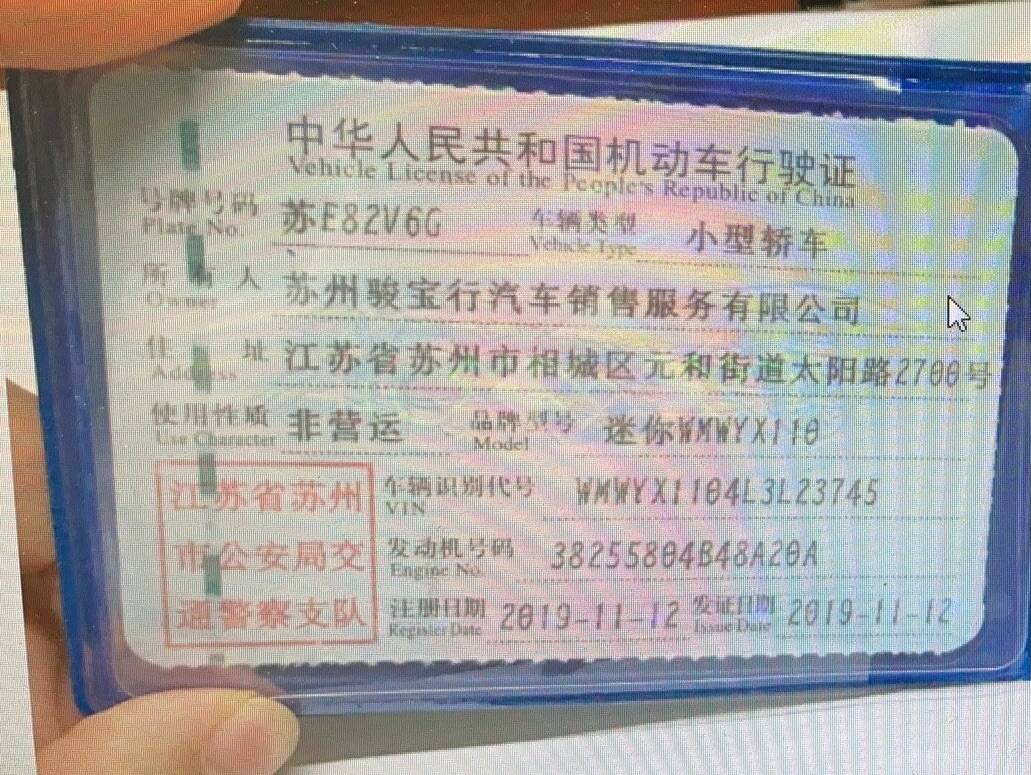 中华人民共和国机动车行驶证
Vehicle License of the People's Republic of China
号牌号码 苏E82V6G 车辆类型 小型轿车
Plate No. Vehicle Type
所有人 苏州骏宝行汽车销售服务有限公司
Owner
住址 江苏省苏州市相城区元和街道太阳路2700号
Address
使用性质 非营运 品牌型号 迷你WMWYX110
Use Character Model
江苏省苏州
市公安局交
通警察支队
车辆识别代号 WMWYX1104L3L23745
VIN
发动机号码 38255804B48A20A
Engine No.
注册日期 2019-11-12 发证日期 2019-11-12
Register Date Issue Date